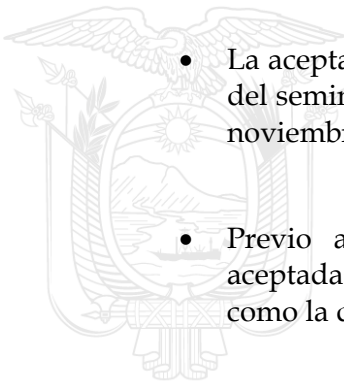 • La acepta
del semin
noviembr
• Previo a
aceptada
como la d